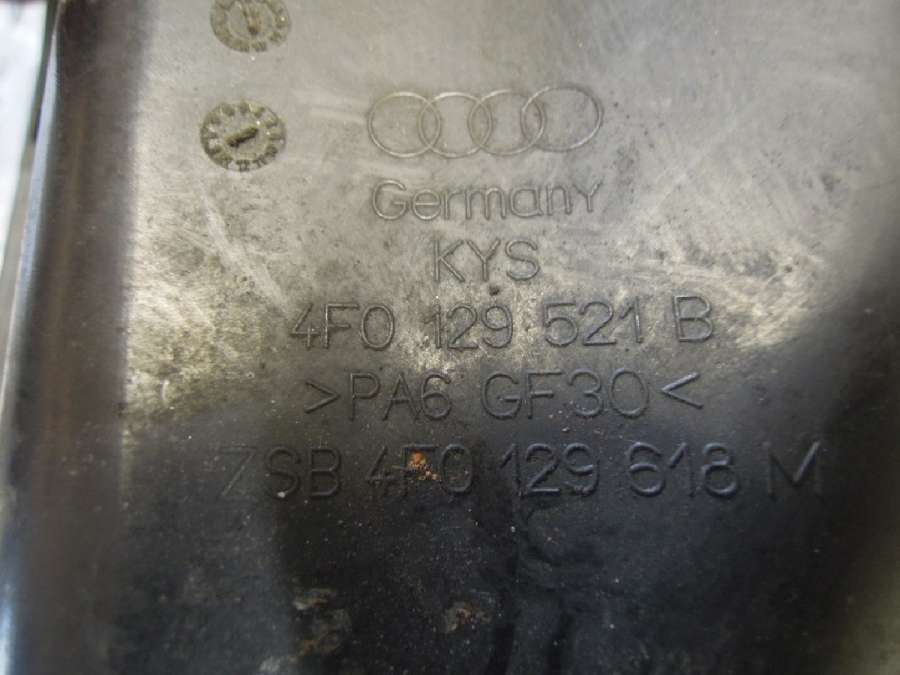 Germany
KYS
4F0 129 521 B
>PA6 GF30<
ZSB 4F0 129 618 M